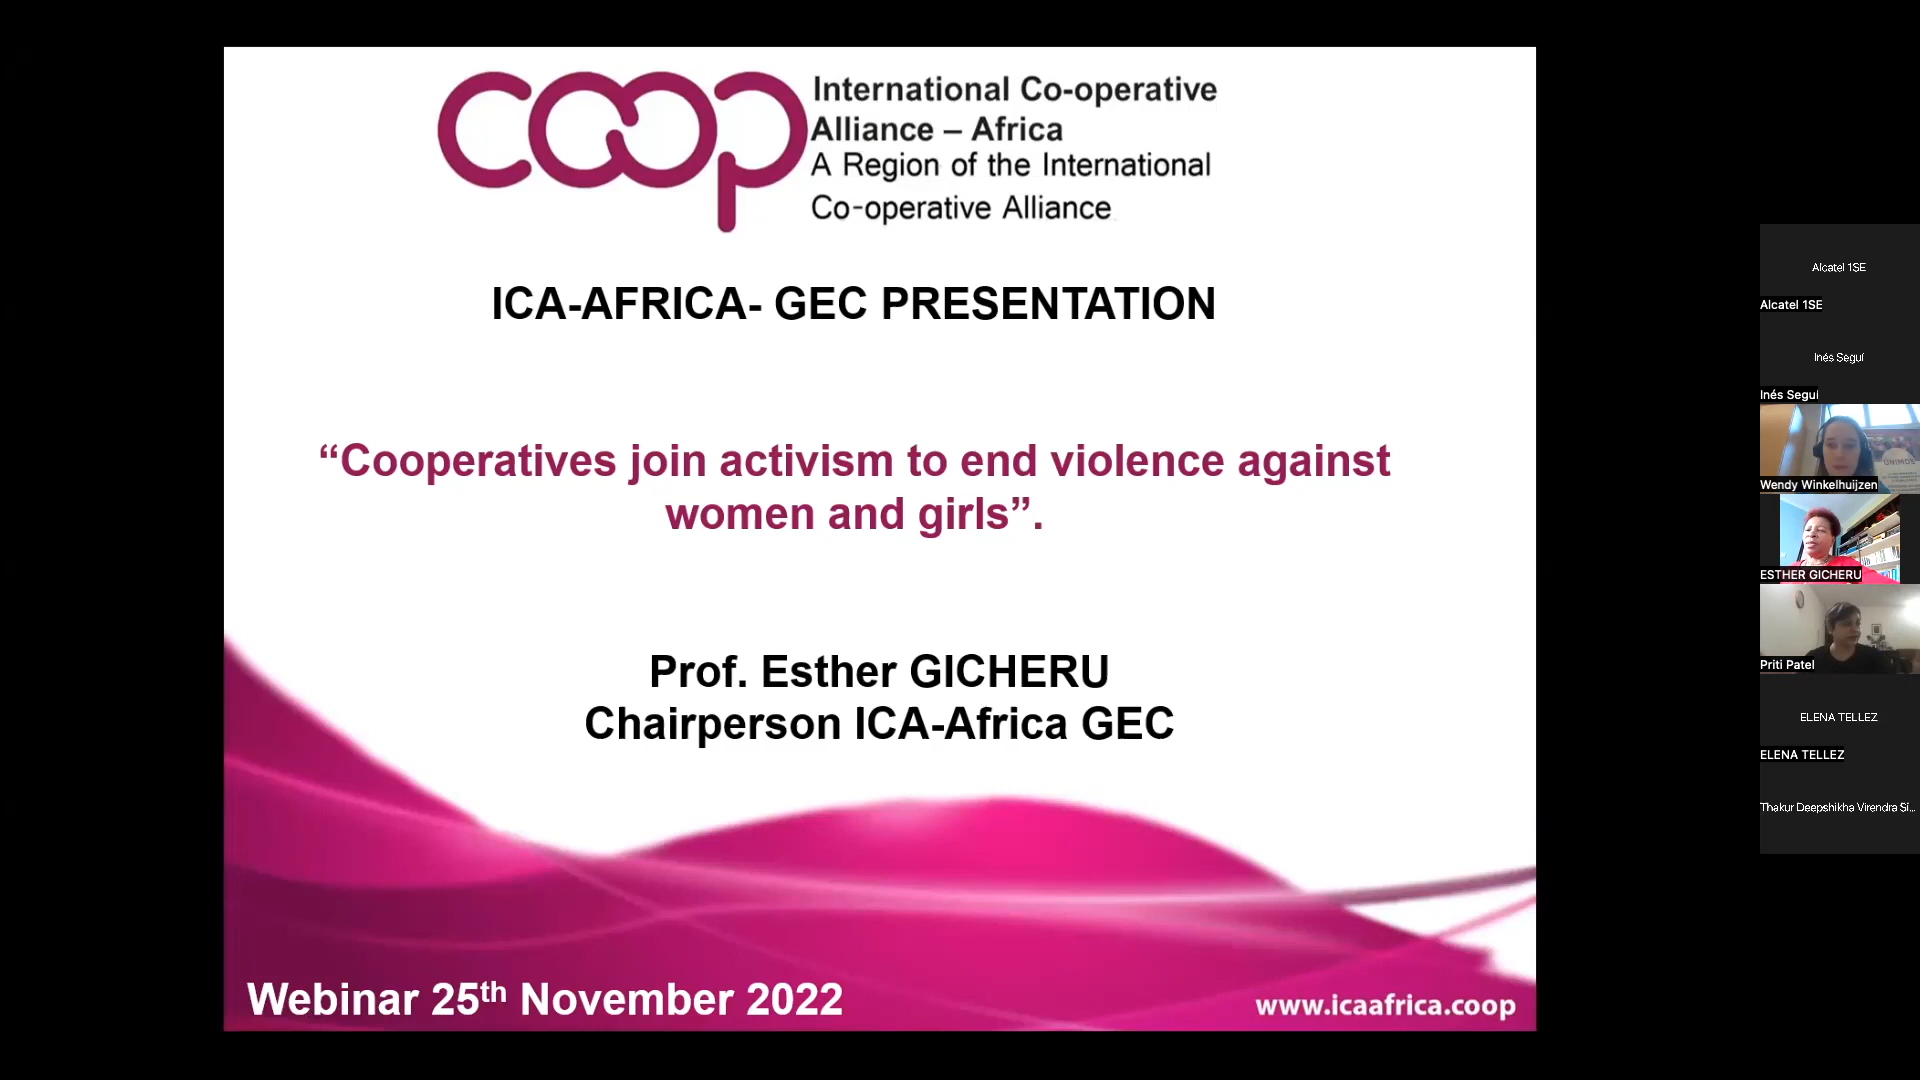 coop
International Co-operative
Alliance – Africa
A Region of the International
Co-operative Alliance
ICA-AFRICA- GEC PRESENTATION
“Cooperatives join activism to end violence against
women and girls”.
Prof. Esther GICHERU
Chairperson ICA-Africa GEC
Webinar 25th November 2022
www.icaafrica.coop
Alcatel 1SE
Alcatel 1SE
Inés Seguí
Inés Seguí
Wendy Winkelhuijzen
ESTHER GICHERU
Priti Patel
ELENA TELLEZ
ELENA TELLEZ
Thakur Deepshikha Virendra Si...